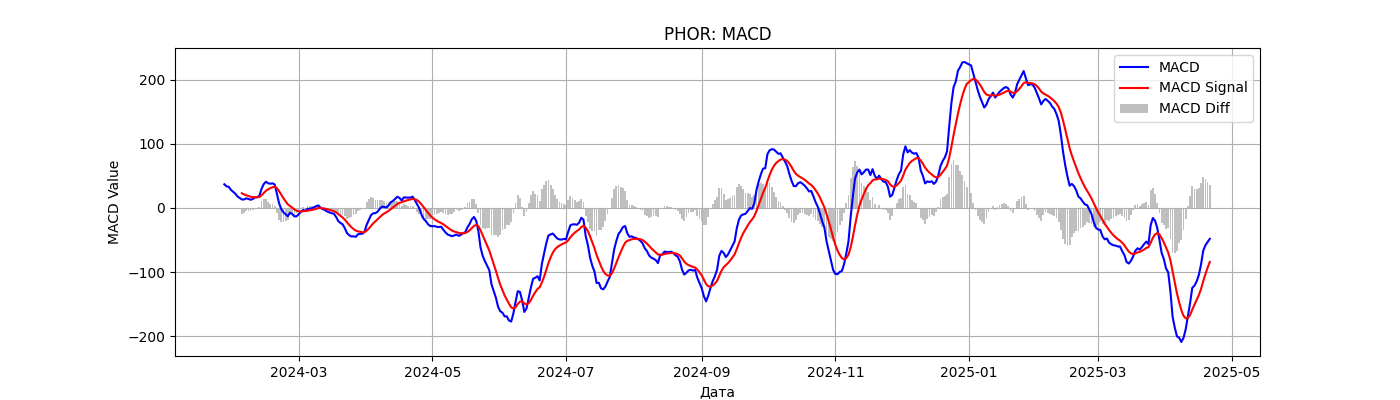 PHOR: MACD
MACD Value
200
100
0
−100
−200
MACD
MACD Signal
MACD Diff
2024-03 2024-05 2024-07 2024-09 2024-11 2025-01 2025-03 2025-05
Дата